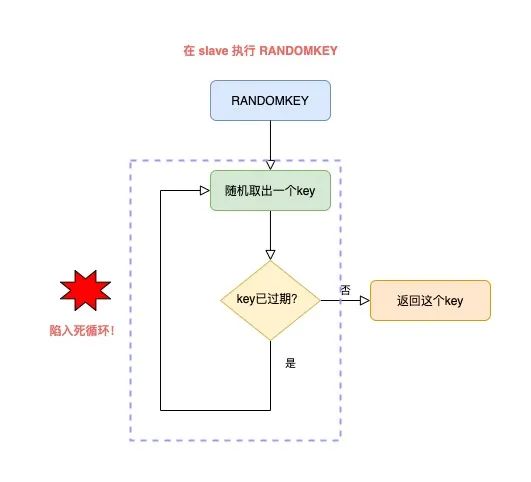 在 slave 执行 RANDOMKEY
RANDOMKEY
随机取出一个key
key已过期?
否
返回这个key
陷入死循环!
是